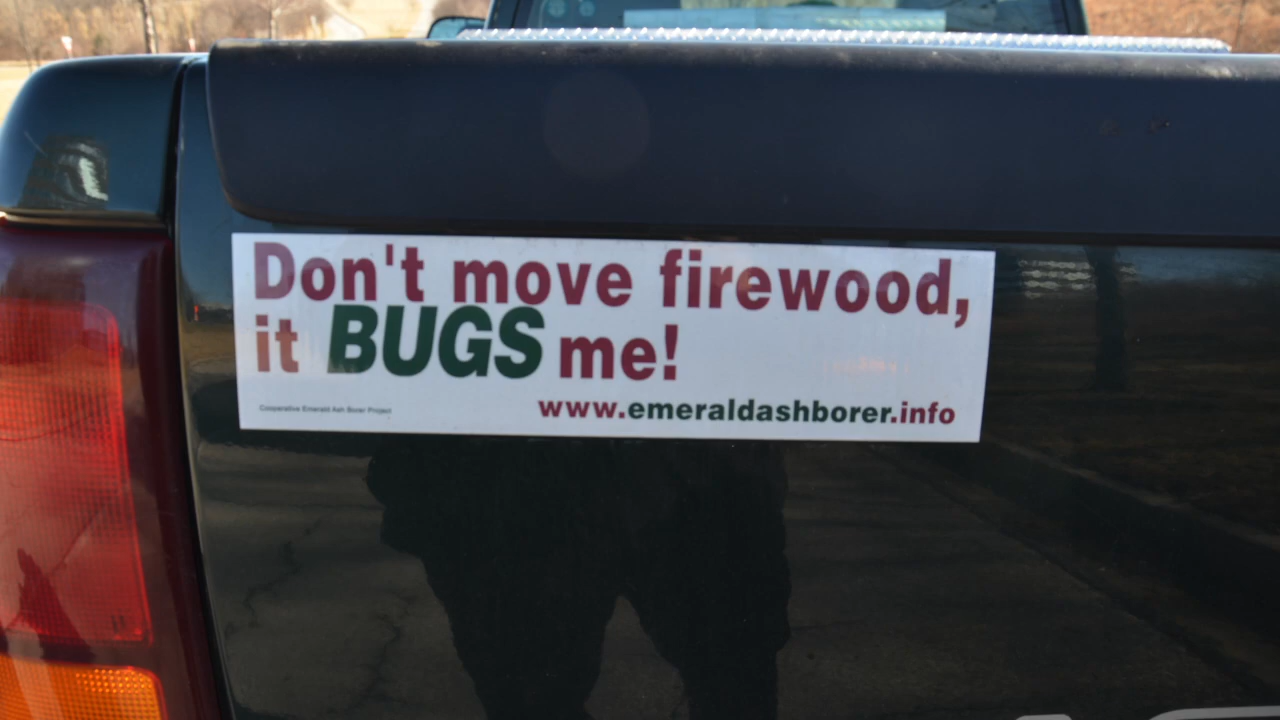 Don't move firewood,
it BUGS me!
Cooperative Emerald Ash Borer Project
www.emeraldashborer.info